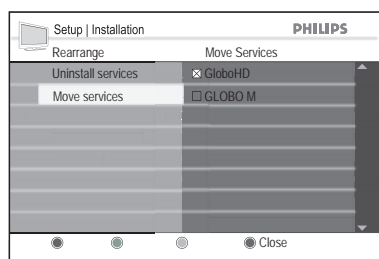 Setup | Installation
PHILIPS
Rearrange
Move Services
Uninstall services
GloboHD
Move services
GLOBO M
Close